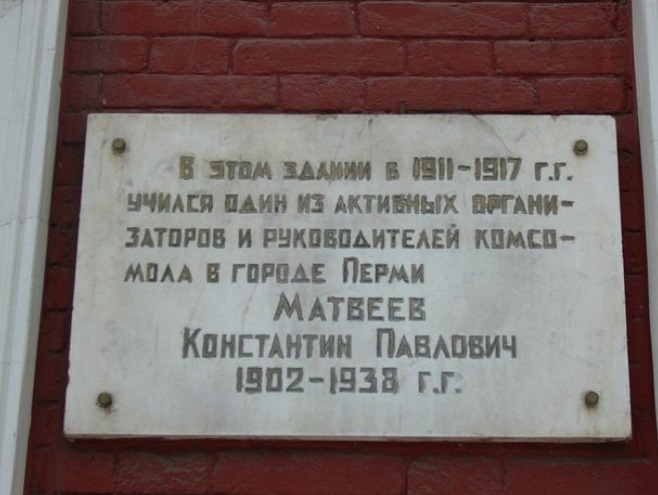 В этом здании в 1911-1917 г.г.
учился один из активных органи-
заторов и руководителей комсо-
мола в городе Перми
Матвеев
Константин Павлович
1902-1938 г.г.